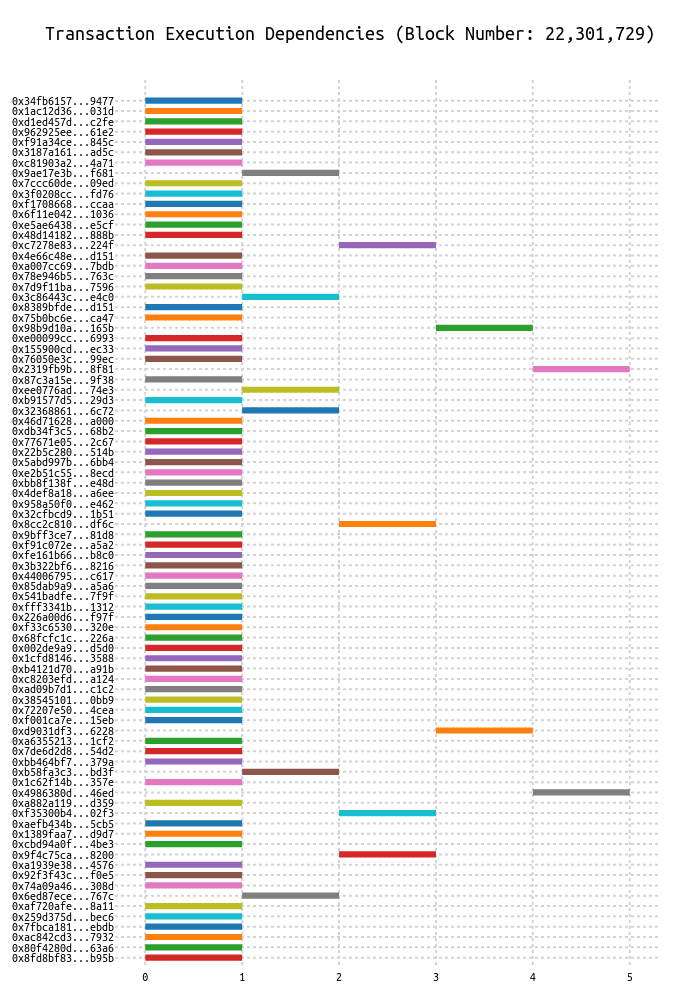 Transaction Execution Dependencies (Block Number: 22,301,729)
0x34fb6157...9477
0x1ac12d36...031d
0xd1ed457d...c2fe
0x962925ee...61e2
0xf91a34ce...845c
0x3187a161...ad5c
0xc81903a2...4a71
0x9ae17e3b...f681
0x7ccc60de...09ed
0x3f0208cc...fd76
0xf1708668...ccaa
0x6f11e042...1036
0xe5ae6438...e5cf
0x48d14182...888b
0xc7278e83...224f
0x4e66c48e...d151
0xa007cc69...7bdb
0x78e946b5...763c
0x7d9f11ba...7596
0x3c86443c...e4c0
0x8389bfde...d151
0x75b0bc6e...ca47
0x98b9d10a...165b
0xe00099cc...6993
0x155900cd...ec33
0x76050e3c...99ec
0x2319fb9b...8f81
0x87c3a15e...9f38
0xee0776ad...74e3
0xb91577d5...29d3
0x32368861...6c72
0x46d71628...a000
0xdb34f3c5...68b2
0x77671e05...2c67
0x22b5c280...514b
0x5abd997b...6bb4
0xe2b51c55...8ecd
0xbb8f138f...e48d
0x4def8a18...a6ee
0x958a50f0...e462
0x32cfbcd9...1b51
0x8cc2c810...df6c
0x9bff3ce7...81d8
0xf91c072e...a5a2
0xfe161b66...b8c0
0x3b322bf6...8216
0x44006795...c617
0x85dab9a9...a5a6
0x541badfe...7f9f
0xfff3341b...1312
0x226a00d6...f97f
0xf33c6530...320e
0x68fcfc1c...226a
0x002de9a9...d5d0
0x1cfd8146...3588
0xb4121d70...a91b
0xc8203efd...a124
0xad09b7d1...c1c2
0x38545101...0bb9
0x72207e50...4cea
0xf001ca7e...15eb
0xd9031df3...6228
0xa6355213...1cf2
0x7de6d2d8...54d2
0xbb464bf7...379a
0xb58fa3c3...bd3f
0x1c62f14b...357e
0x4986380d...46ed
0xa882a119...d359
0xf35300b4...02f3
0xaefb434b...5cb5
0x1389faa7...d9d7
0xcbd94a0f...4be3
0x9f4c75ca...8200
0xa1939e38...4576
0x92f3f43c...f0e5
0x74a09a46...308d
0x6ed87ece...767c
0xaf720afe...8a11
0x259d375d...bec6
0x7fbca181...ebdb
0xac842cd3...7932
0x80f4280d...63a6
0x8fd8bf83...b95b
0 1 2 3 4 5